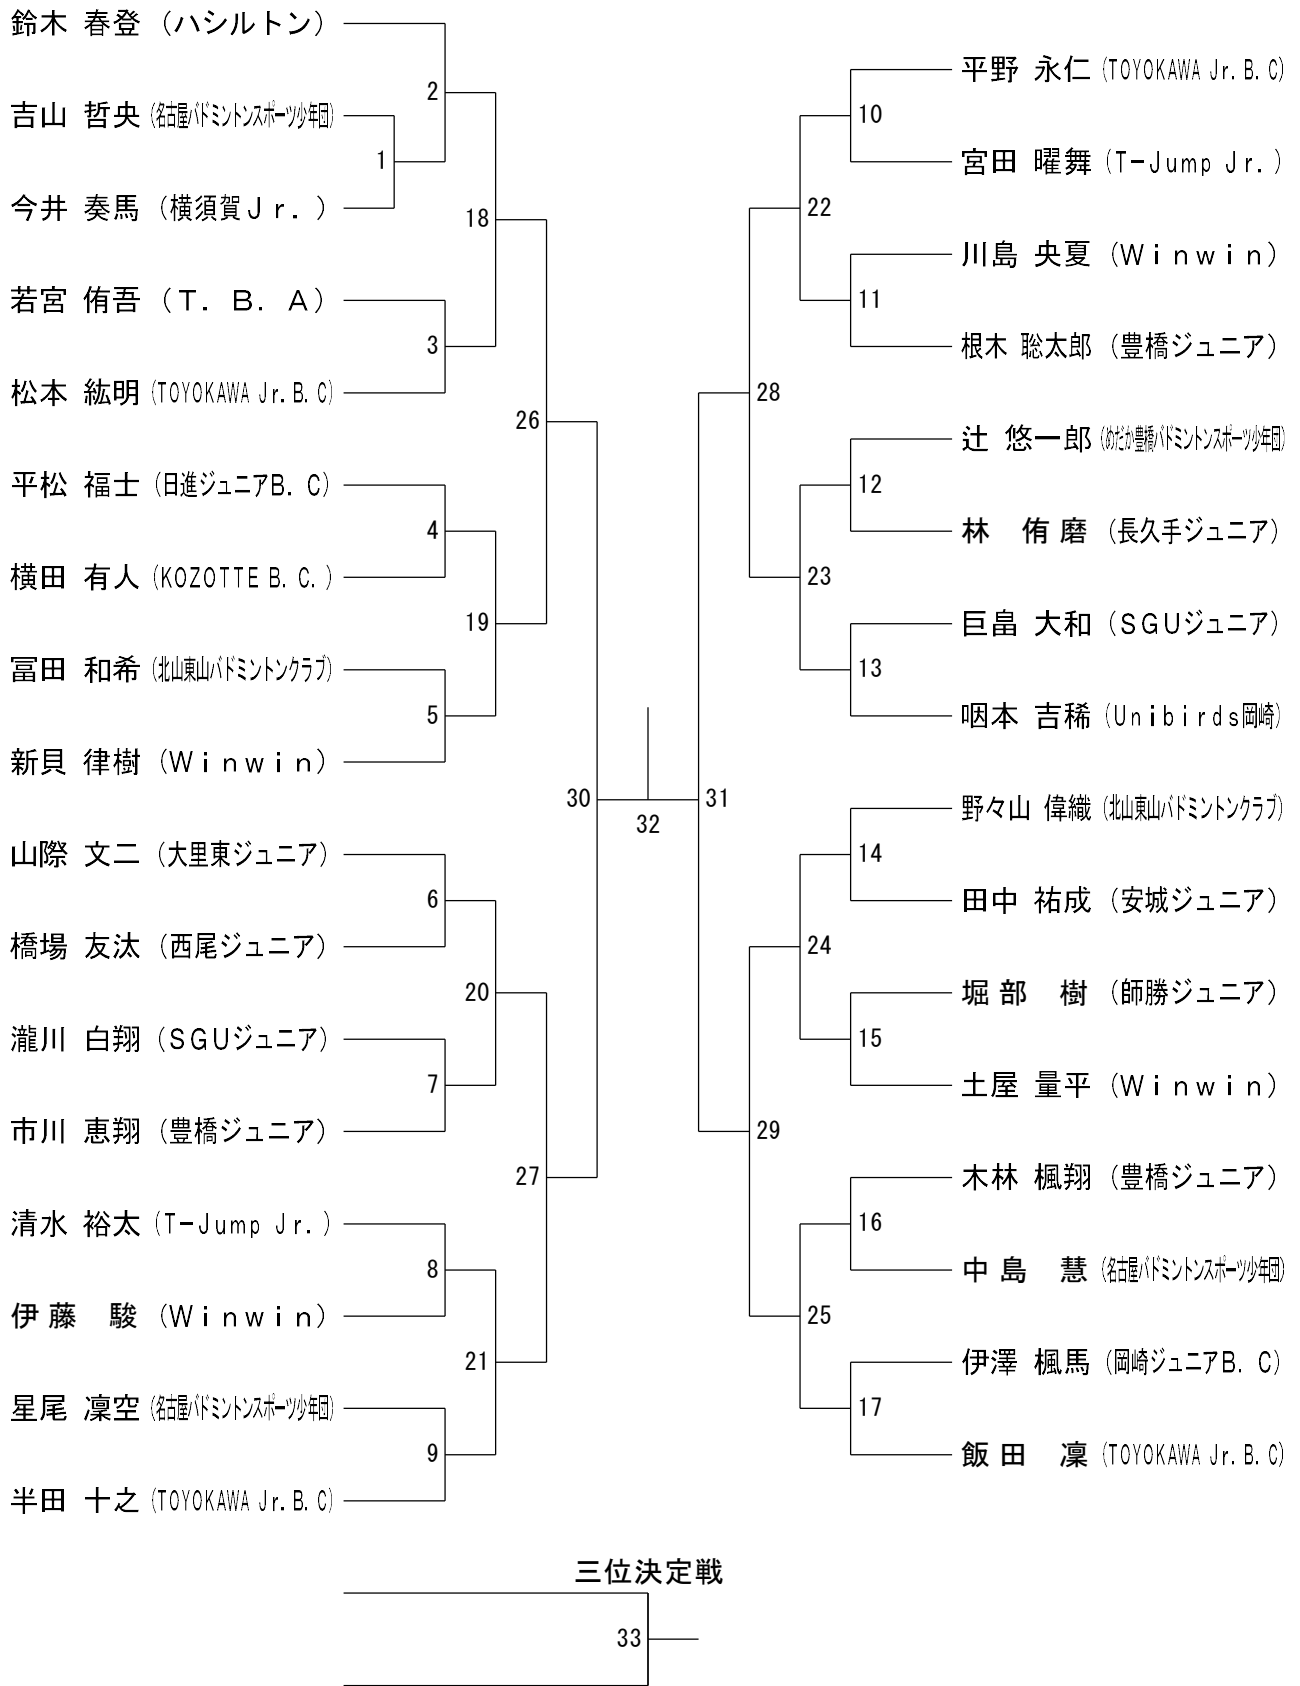 鈴木 春登 (ハシルトン)
吉山 哲央 (名古屋バドミントンスポーツ少年団)
今井 奏馬 (横須賀Jr.)
若宮 侑吾 (T. B. A)
松本 紘明 (TOYOKAWA Jr.B.C)
平松 福士 (日進ジュニアB. C)
横田 有人 (KOZOTTE B. C.)
冨田 和希 (北山東山バドミントンクラブ)
新貝 律樹 (Winwin)
山際 文二 (大里東ジュニア)
橋場 友汰 (西尾ジュニア)
瀧川 白翔 (SGUジュニア)
市川 恵翔 (豊橋ジュニア)
清水 裕太 (T-Jump Jr.)
伊藤 駿 (Winwin)
星尾 凜空 (名古屋バドミントンスポーツ少年団)
半田 十之 (TOYOKAWA Jr.B.C)
1
2
3
4
5
6
7
8
9
18
19
20
21
26
27
30
32
31
28
29
22
23
24
25
10
11
12
13
14
15
16
17
平野 永仁 (TOYOKAWA Jr.B.C)
宮田 曜舞 (T-Jump Jr.)
川島 央夏 (Winwin)
根木 聡太郎 (豊橋ジュニア)
辻 悠一郎 (めだか豊橋バドミントンスポーツ少年団)
林 侑磨 (長久手ジュニア)
巨畠 大和 (SGUジュニア)
咽本 吉稀 (Unibirds岡崎)
野々山 偉織 (北山東山バドミントンクラブ)
田中 祐成 (安城ジュニア)
堀部 樹 (師勝ジュニア)
土屋 量平 (Winwin)
木林 楓翔 (豊橋ジュニア)
中島 慧 (名古屋バドミントンスポーツ少年団)
伊澤 楓馬 (岡崎ジュニアB. C)
飯田 凜 (TOYOKAWA Jr.B.C)
三位決定戦
33